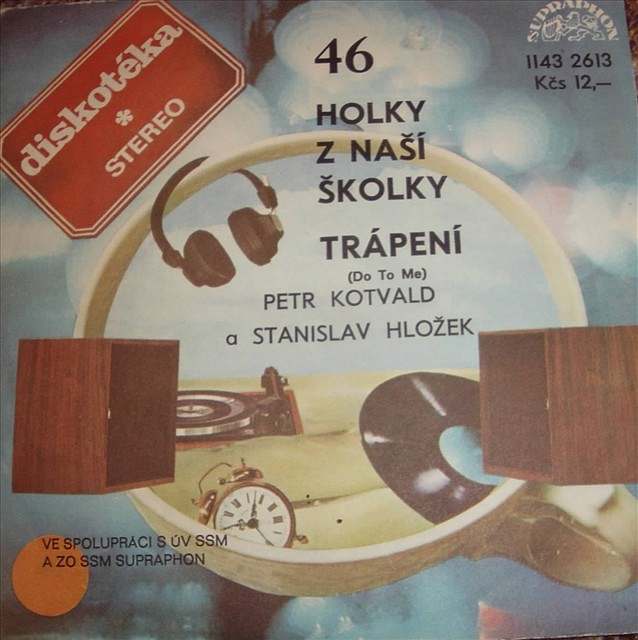 diskotéka
*
STEREO
SUPRAPHON
1143 2613
Kčs 12,—
46
HOLKY
Z NAŠÍ
ŠKOLKY
TRÁPENÍ
(Do To Me)
PETR KOTVALD
a STANISLAV HLOŽEK
VE SPOLUPRÁCI S ÚV SSM
A ZO SSM SUPRAPHON